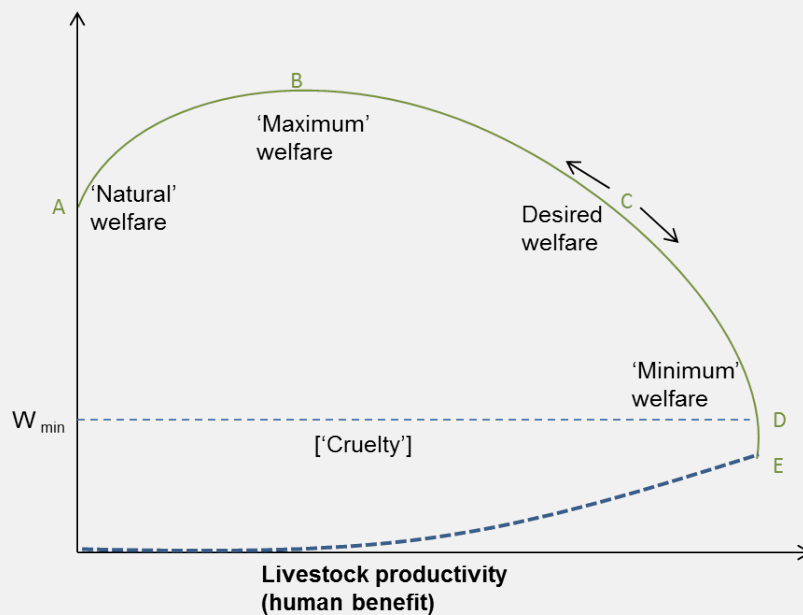 B
'Maximum'
welfare
A
'Natural'
welfare
C
Desired
welfare
'Minimum'
welfare
W min
D
['Cruelty']
E
Livestock productivity
(human benefit)